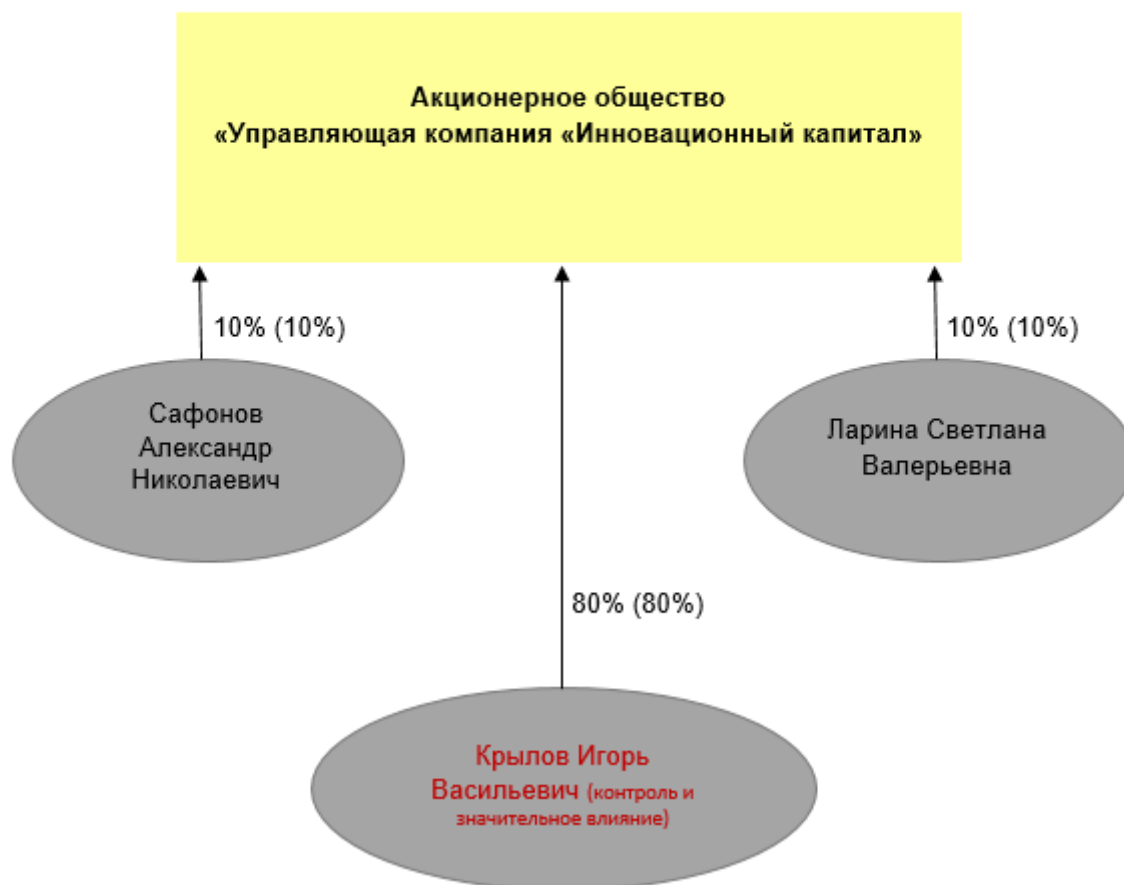 Акционерное общество
«Управляющая компания «Инновационный капитал»
10% (10%)
10% (10%)
Сафонов
Александр
Николаевич
Ларина Светлана
Валерьевна
80% (80%)
Крылов Игорь
Васильевич (контроль и
значительное влияние)